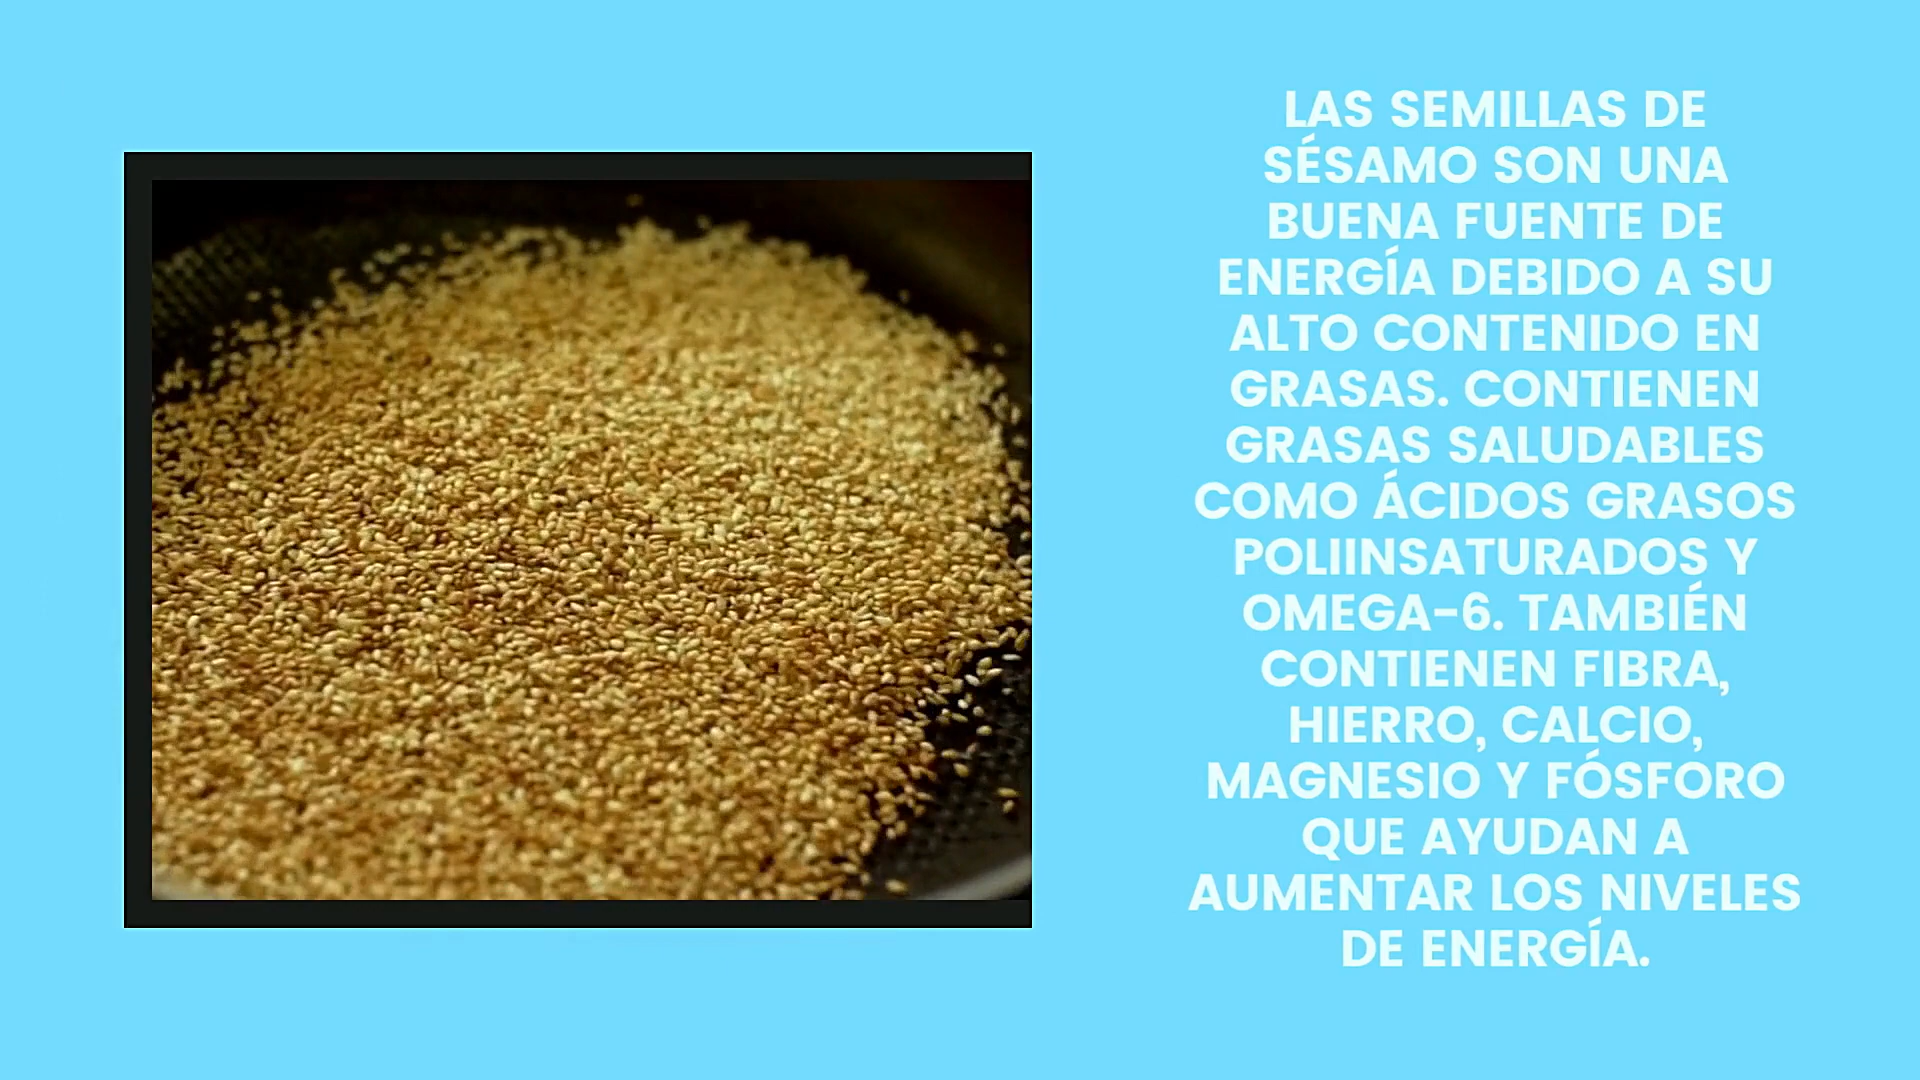 LAS SEMILLAS DE
SÉSAMO SON UNA
BUENA FUENTE DE
ENERGÍA DEBIDO A SU
ALTO CONTENIDO EN
GRASAS. CONTIENEN
GRASAS SALUDABLES
COMO ÁCIDOS GRASOS
POLIINSATURADOS Y
OMEGA-6. TAMBIÉN
CONTIENEN FIBRA,
HIERRO, CALCIO,
MAGNESIO Y FÓSFORO
QUE AYUDAN A
AUMENTAR LOS NIVELES
DE ENERGÍA.